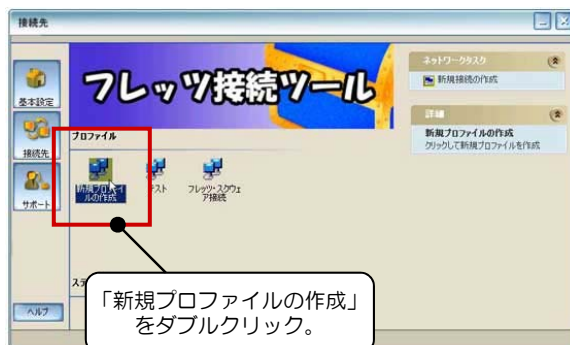 接続先
フレッツ接続ツール
基本設定
接続先
サポート
ヘルプ
プロファイル
新規プロファイ
ルの作成
スト
フレッツ・スクウェ
ア接続
ネットワークタスク
新規接続の作成
詳細
新規プロファイルの作成
クリックして新規プロファイルを作成
「新規プロファイルの作成」
をダブルクリック。